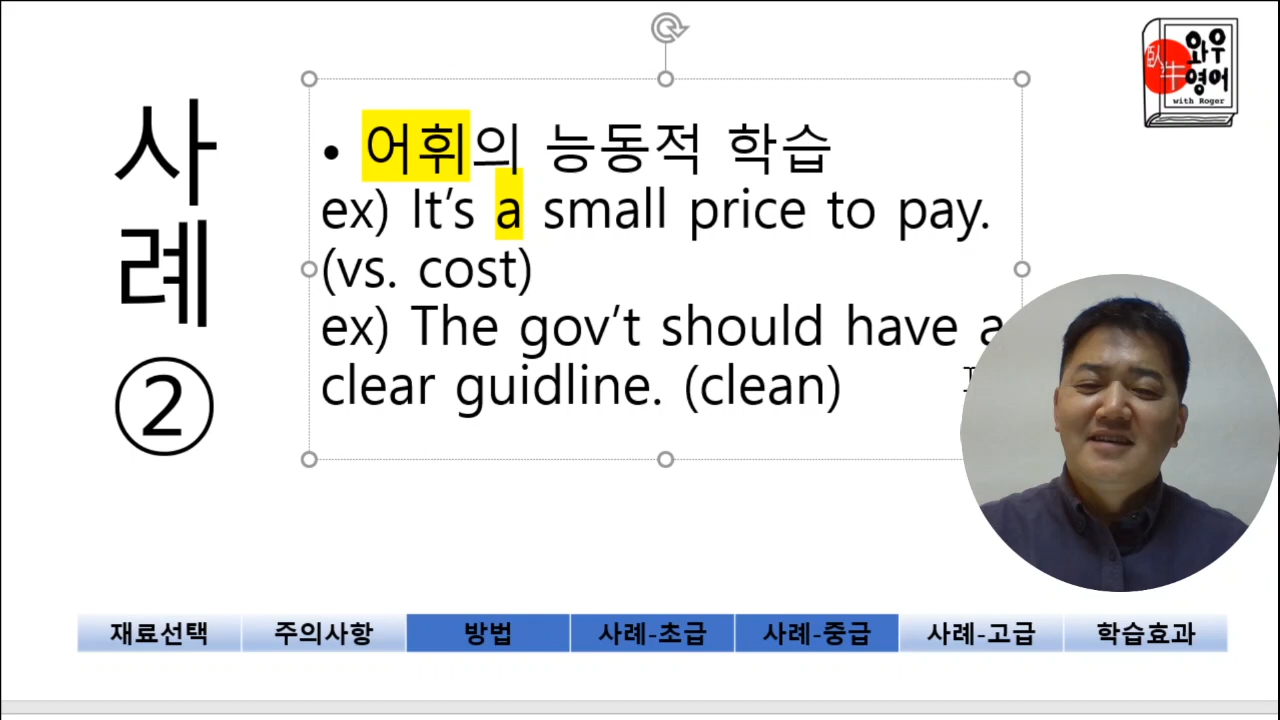 사
례
②
• 어휘의 능동적 학습
ex) It’s a small price to pay.
(vs. cost)
ex) The gov’t should have a
clear guidline. (clean)
臥牛
와우
영어
with Roger
재료선택 주의사항 방법 사례-초급 사례-중급 사례-고급 학습효과